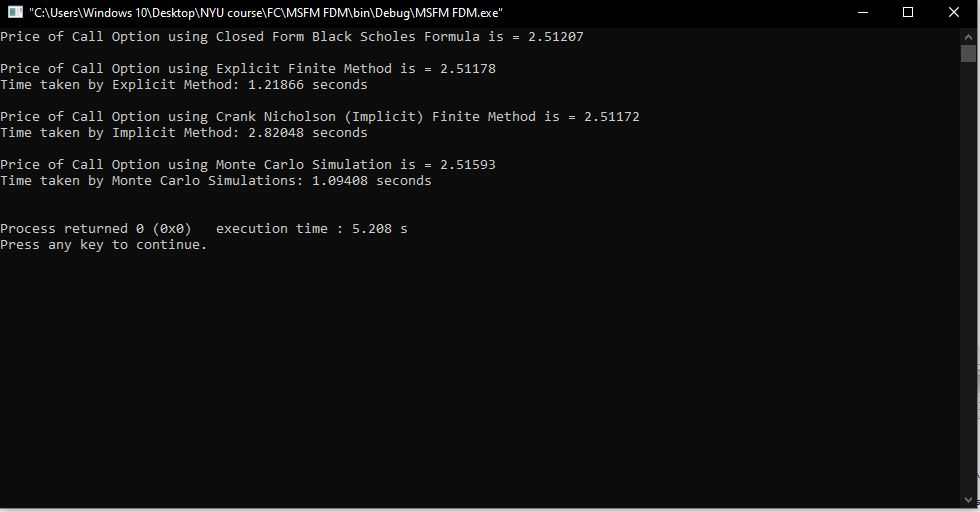 "C:\Users\Windows 10\Desktop\NYU course\FC\MSFM FDM\bin\Debug\MSFM FDM.exe"
Price of Call Option using Closed Form Black Scholes Formula is = 2.51207
Price of Call Option using Explicit Finite Method is = 2.51178
Time taken by Explicit Method: 1.21866 seconds
Price of Call Option using Crank Nicholson (Implicit) Finite Method is = 2.51172
Time taken by Implicit Method: 2.82048 seconds
Price of Call Option using Monte Carlo Simulation is = 2.51593
Time taken by Monte Carlo Simulations: 1.09408 seconds
Process returned 0 (0x0)   execution time : 5.208 s
Press any key to continue.